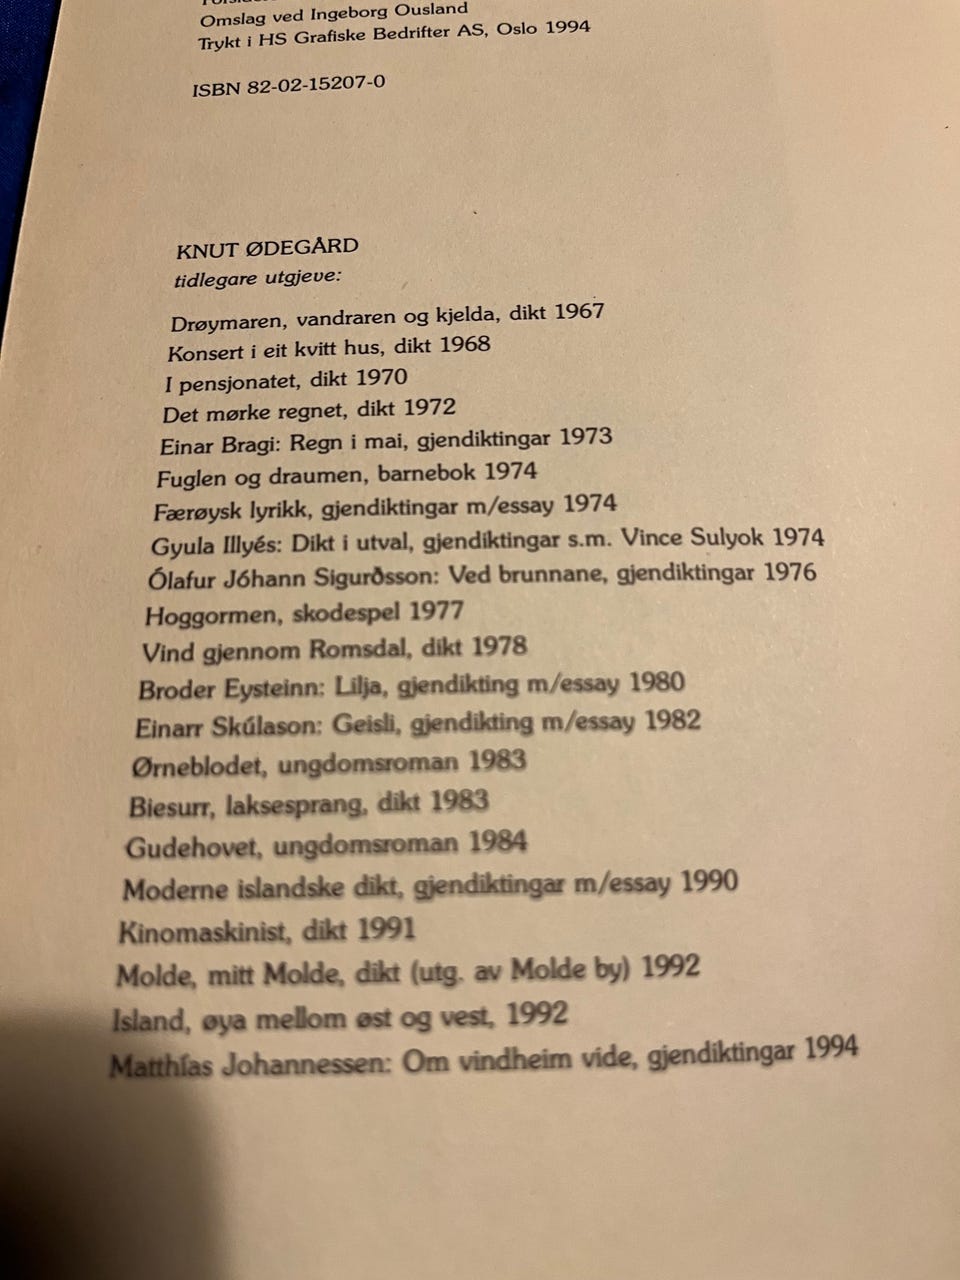 Omslag ved Ingeborg Ousland
Trykt i HS Grafiske Bedrifter AS, Oslo 1994
ISBN 82-02-15207-0
KNUT ØDEGÅRD
tidlegare utgjeve:
Drøymaren, vandraren og kjelda, dikt 1967
Konsert i eit kvitt hus, dikt 1968
I pensjonatet, dikt 1970
Det mørke regnet, dikt 1972
Einar Bragi: Regn i mai, gjendiktingar 1973
Fuglen og draumen, barnebok 1974
Færøysk lyrikk, gjendiktingar m/essay 1974
Gyula Illyés: Dikt i utval, gjendiktingar s.m. Vince Sulyok 1974
Ólafur Jóhann Sigurðsson: Ved brunnane, gjendiktingar 1976
Hoggormen, skodespel 1977
Vind gjennom Romsdal, dikt 1978
Broder Eysteinn: Lilja, gjendikting m/essay 1980
Einarr Skúlason: Geisli, gjendikting m/essay 1982
Ørneblodet, ungdomsroman 1983
Biesurr, laksesprang, dikt 1983
Gudehovet, ungdomsroman 1984
Moderne islandske dikt, gjendiktingar m/essay 1990
Kinomaskinist, dikt 1991
Molde, mitt Molde, dikt (utg. av Molde by) 1992
Island, øya mellom øst og vest, 1992
Matthías Johannessen: Om vindheim vide, gjendiktingar 1994